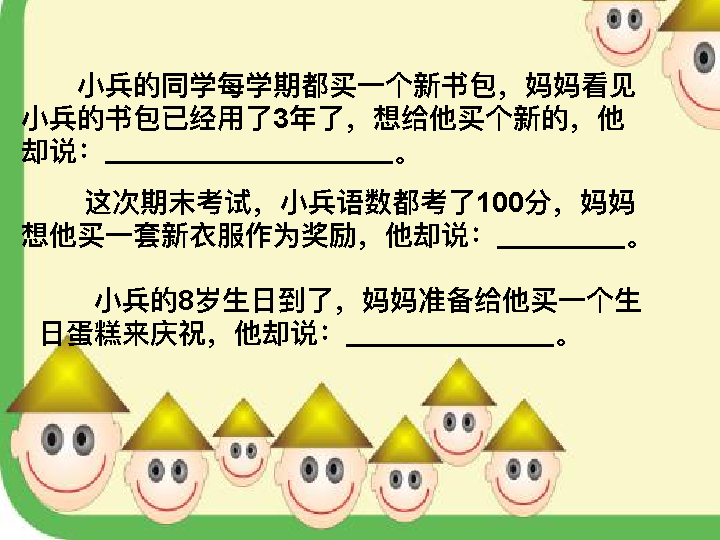 小兵的同学每学期都买一个新书包，妈妈看见
小兵的书包已经用了3年了，想给他买个新的，他
却说：____________________。
这次期末考试，小兵语数都考了100分，妈妈
想他买一套新衣服作为奖励，他却说：_________。
小兵的8岁生日到了，妈妈准备给他买一个生
日蛋糕来庆祝，他却说：______________。